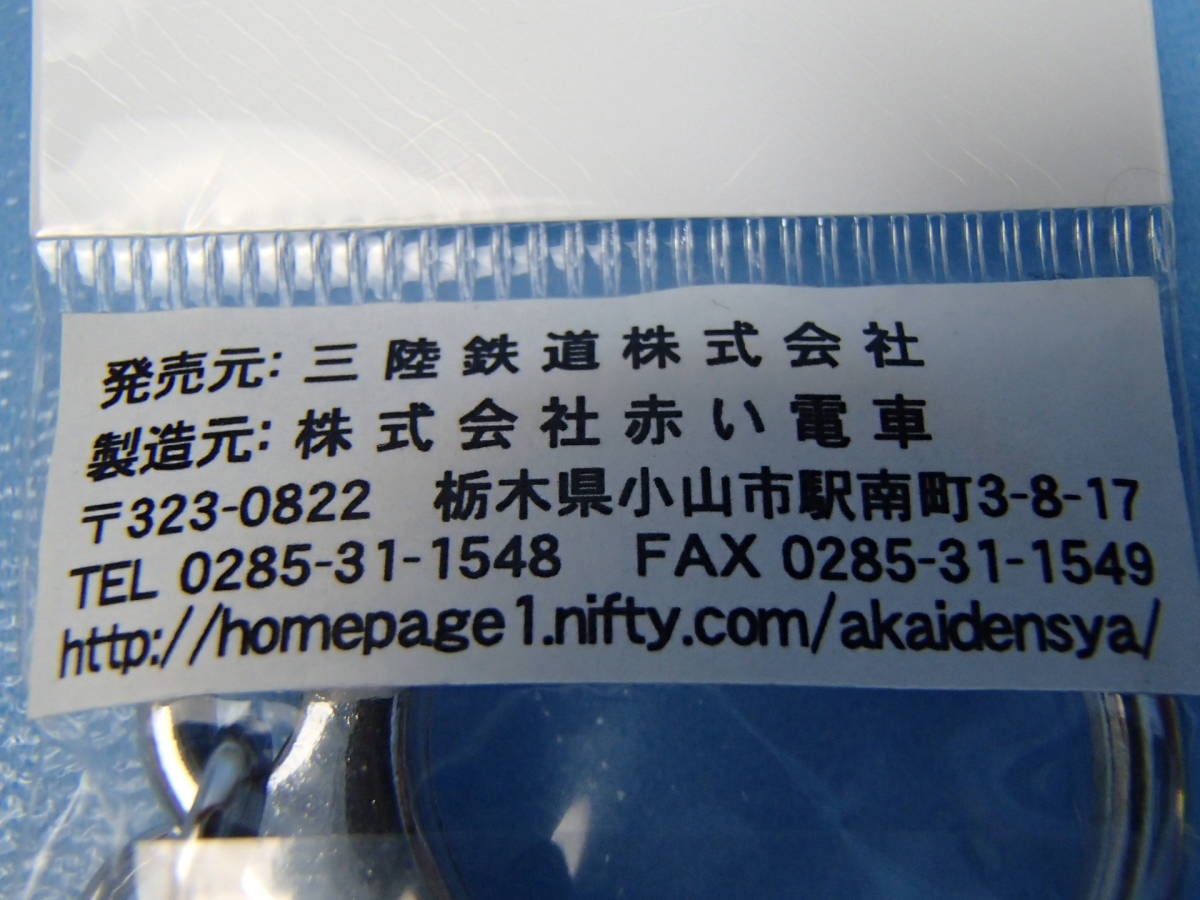 発売元: 三陸鉄道株式会社
製造元: 株式会社赤い電車
〒323-0822 栃木県小山市駅南町3-8-17
TEL 0285-31-1548 FAX 0285-31-1549
http://homepage1.nifty.com/akaidensya/